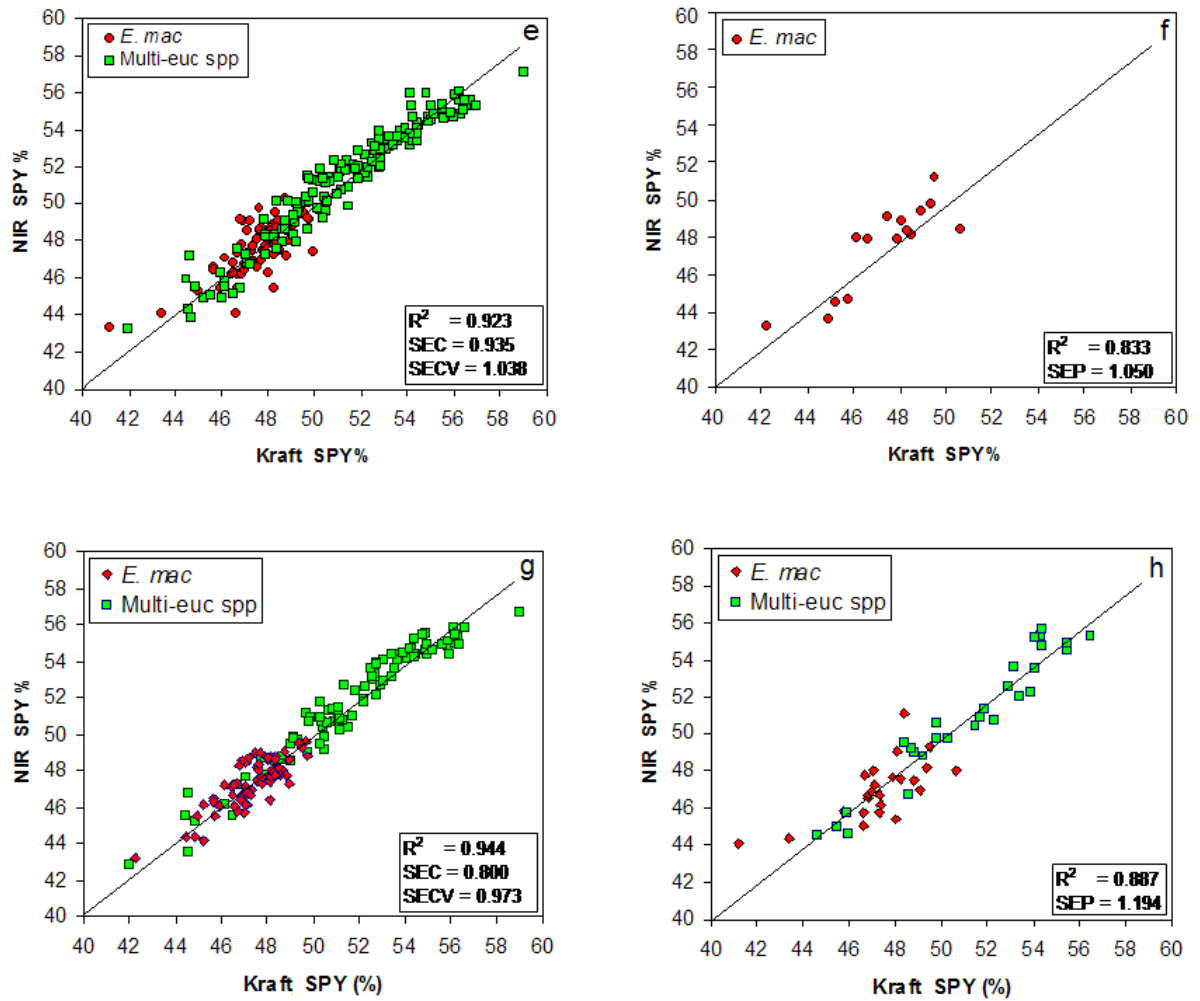 e
E. mac
Multi-euc spp
60
58
56
54
52
50
48
46
44
42
40
NIR SPY %
R² = 0.923
SEC = 0.935
SECV = 1.038
40 42 44 46 48 50 52 54 56 58 60
Kraft SPY%
f
E. mac
60
58
56
54
52
50
48
46
44
42
40
NIR SPY %
R² = 0.833
SEP = 1.050
40 42 44 46 48 50 52 54 56 58 60
Kraft SPY%
g
E. mac
Multi-euc spp
60
58
56
54
52
50
48
46
44
42
40
NIR SPY %
R² = 0.944
SEC = 0.800
SECV = 0.973
40 42 44 46 48 50 52 54 56 58 60
Kraft SPY (%)
h
E. mac
Multi-euc spp
60
58
56
54
52
50
48
46
44
42
40
NIR SPY %
R² = 0.887
SEP = 1.194
40 42 44 46 48 50 52 54 56 58 60
Kraft SPY (%)